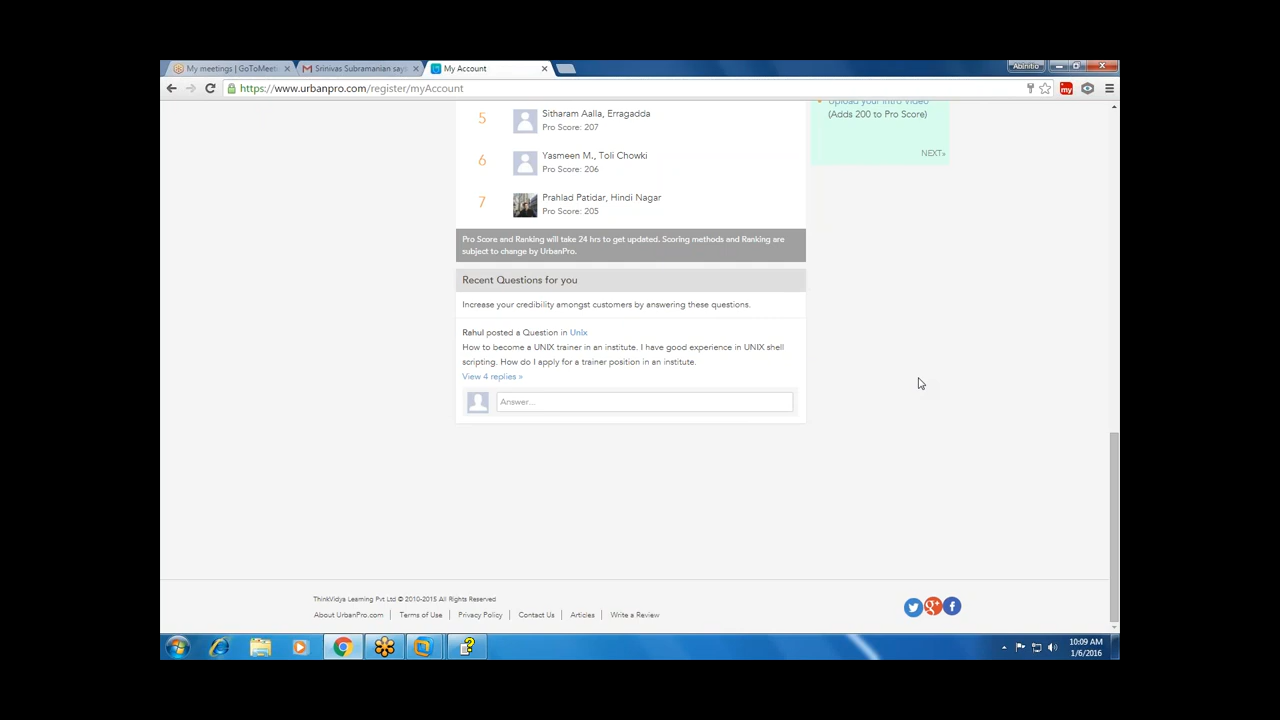 My meetings | GoToMeet
Srinivas Subramanian say
My Account
Abinitio
https://www.urbanpro.com/register/myAccount
my
5
Sitharam Aalla, Erragadda
Pro Score: 207
6
Yasmeen M., Toli Chowki
Pro Score: 206
7
Prahlad Patidar, Hindi Nagar
Pro Score: 205
Pro Score and Ranking will take 24 hrs to get updated. Scoring methods and Ranking are
subject to change by UrbanPro.
Upload your Intro Video
(Adds 200 to Pro Score)
NEXT»
Recent Questions for you
Increase your credibility amongst customers by answering these questions.
Rahul posted a Question in Unix
How to become a UNIX trainer in an institute. I have good experience in UNIX shell
scripting. How do I apply for a trainer position in an institute.
View 4 replies »
Answer...
ThinkVidya Learning Pvt Ltd © 2010-2015 All Rights Reserved
About UrbanPro.com | Terms of Use | Privacy Policy | Contact Us | Articles | Write a Review
10:09 AM
1/6/2016